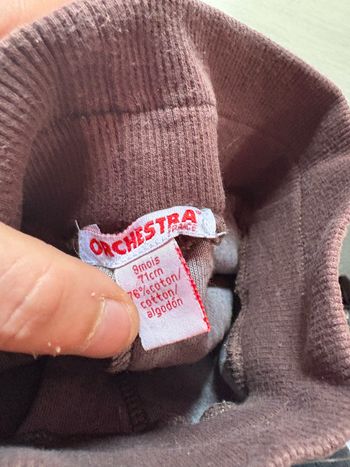 ORCHESTRA
FRANCE
9mois
71cm
76%coton/
cotton/
algodón